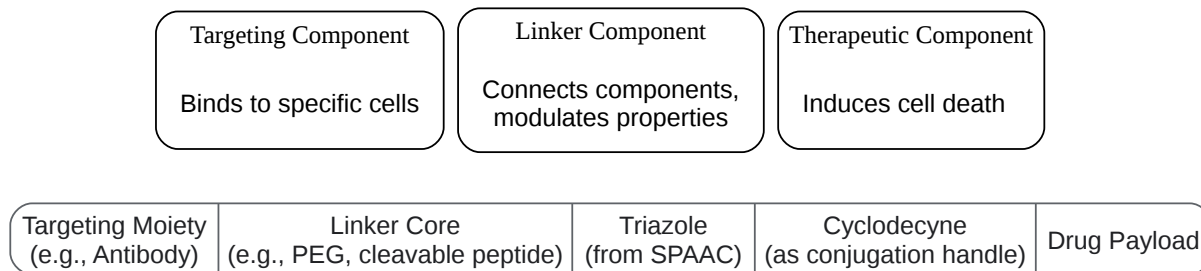 Targeting Component
Binds to specific cells
Linker Component
Connects components,
modulates properties
Therapeutic Component
Induces cell death
Targeting Moiety
(e.g., Antibody)
Linker Core
(e.g., PEG, cleavable peptide)
Triazole
(from SPAAC)
Cyclodecyne
(as conjugation handle)
Drug Payload